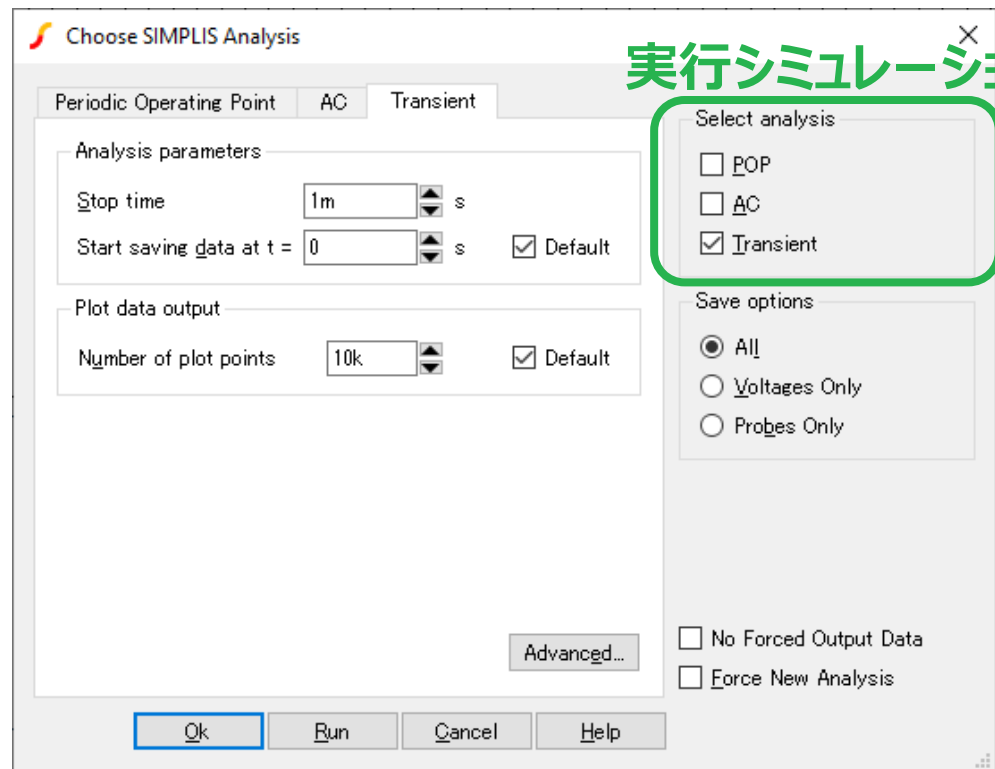 Choose SIMPLIS Analysis
実行シミュレーショ
Periodic Operating Point AC Transient
Analysis parameters
Stop time 1m s
Start saving data at t = 0 s Default
Plot data output
Number of plot points 10k Default
Advanced...
Select analysis
POP
AC
Transient
Save options
All
Voltages Only
Probes Only
No Forced Output Data
Force New Analysis
Ok Run Cancel Help